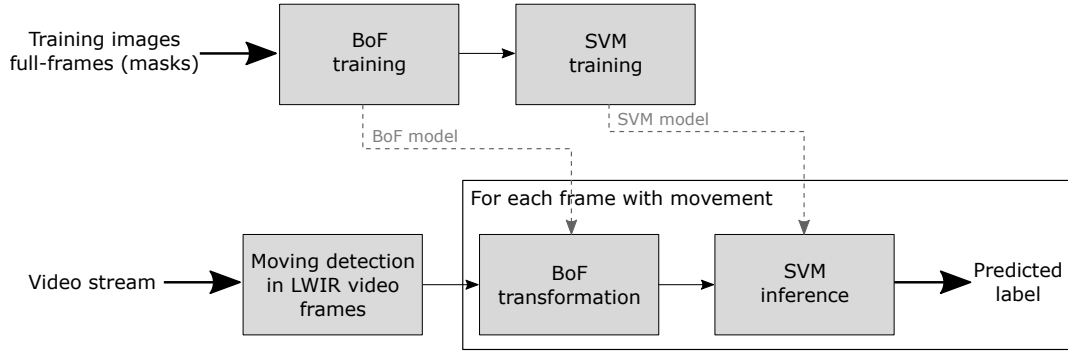 Training images
full-frames (masks)
BoF
training
SVM
training
BoF model
SVM model
For each frame with movement
Video stream
Moving detection
in LWIR video
frames
BoF
transformation
SVM
inference
Predicted
label